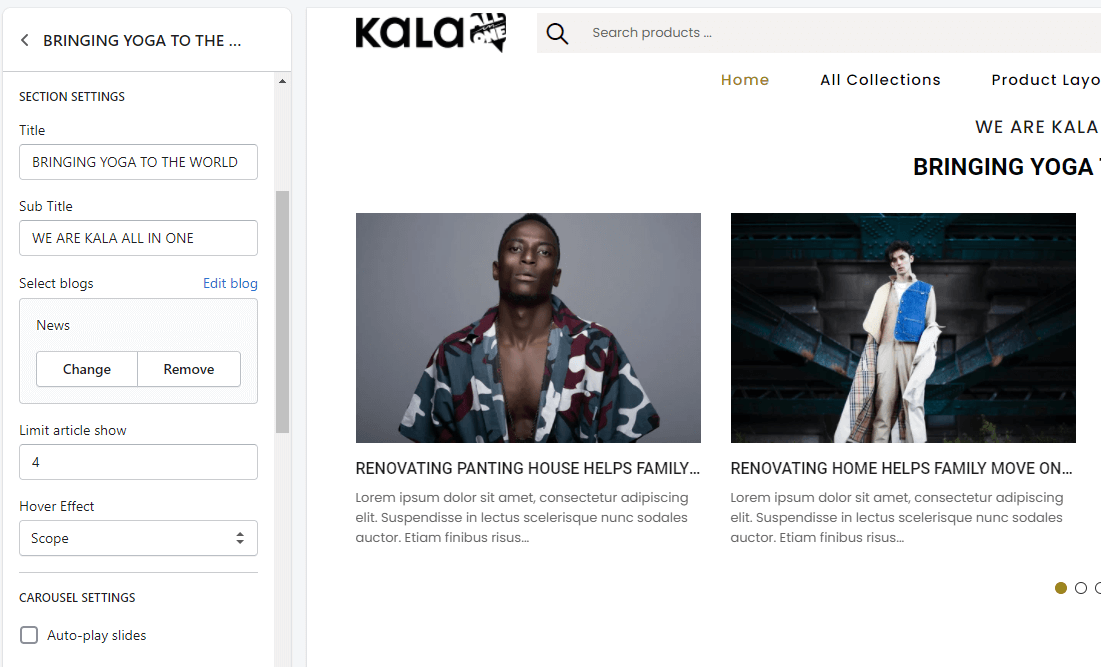 BRINGING YOGA TO THE ...
SECTION SETTINGS
Title
BRINGING YOGA TO THE WORLD
Sub Title
WE ARE KALA ALL IN ONE
Select blogs Edit blog
News
Change Remove
Limit article show
4
Hover Effect
Scope
CAROUSEL SETTINGS
Auto-play slides
KaLa ALL IN ONE
Search products ...
Home All Collections Product Layo
WE ARE KALA
BRINGING YOGA
RENOVATING PANTING HOUSE HELPS FAMILY...
Lorem ipsum dolor sit amet, consectetur adipiscing
elit. Suspendisse in lectus scelerisque nunc sodales
auctor. Etiam finibus risus...
RENOVATING HOME HELPS FAMILY MOVE ON...
Lorem ipsum dolor sit amet, consectetur adipiscing
elit. Suspendisse in lectus scelerisque nunc sodales
auctor. Etiam finibus risus...